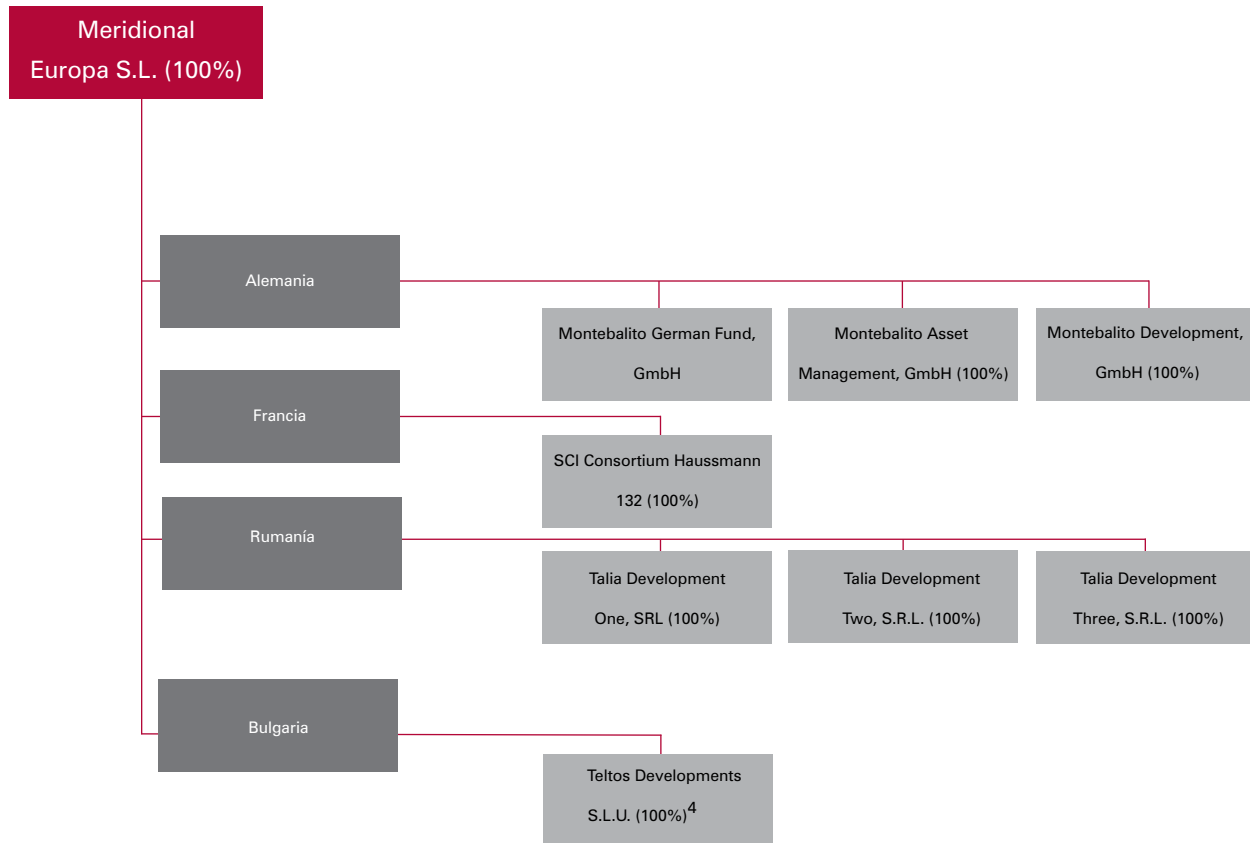 Meridional
Europa S.L. (100%)
Alemania
Montebalito German Fund,
GmbH
Montebalito Asset
Management, GmbH (100%)
Montebalito Development,
GmbH (100%)
Francia
SCI Consortium Haussmann
132 (100%)
Rumanía
Talia Development
One, SRL (100%)
Talia Development
Two, S.R.L. (100%)
Talia Development
Three, S.R.L. (100%)
Bulgaria
Teltos Developments
S.L.U. (100%)4